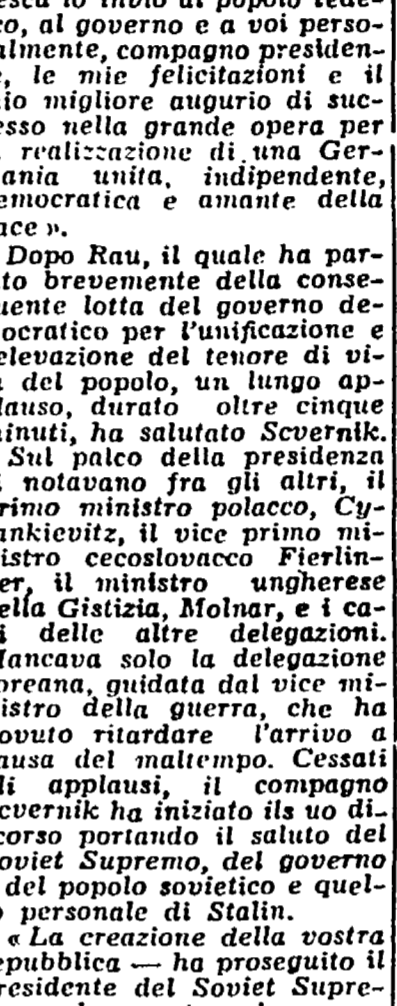 esca io invio al popolo tede-
co, al governo e a voi perso-
almente, compagno presiden-
e, le mie felicitazioni e il
io migliore augurio di suc-
esso nella grande opera per
a realizzazione di una Ger-
ania unita, indipendente,
emocratica e amante della
ace ».
Dopo Rau, il quale ha par-
to brevemente della conse-
uente lotta del governo de-
ocratico per l'unificazione e
elevazione del tenore di vi-
a del popolo, un lungo ap-
lauso, durato oltre cinque
inuti, ha salutato Scvernik.
Sul palco della presidenza
i notavano fra gli altri, il
rimo ministro polacco, Cy-
ankievitz, il vice primo mi-
istro cecoslovacco Fierlin-
er, il ministro ungherese
ella Gistizia, Molnar, e i ca-
i delle altre delegazioni.
ancava solo la delegazione
oreana, guidata dal vice mi-
istro della guerra, che ha
ovuto ritardare l'arrivo a
ausa del maltempo. Cessati
li applausi, il compagno
cvernik ha iniziato ils uo di-
corso portando il saluto del
oviet Supremo, del governo
del popolo sovietico e quel-
o personale di Stalin.
« La creazione della vostra
epubblica — ha proseguito il
residente del Soviet Supre-